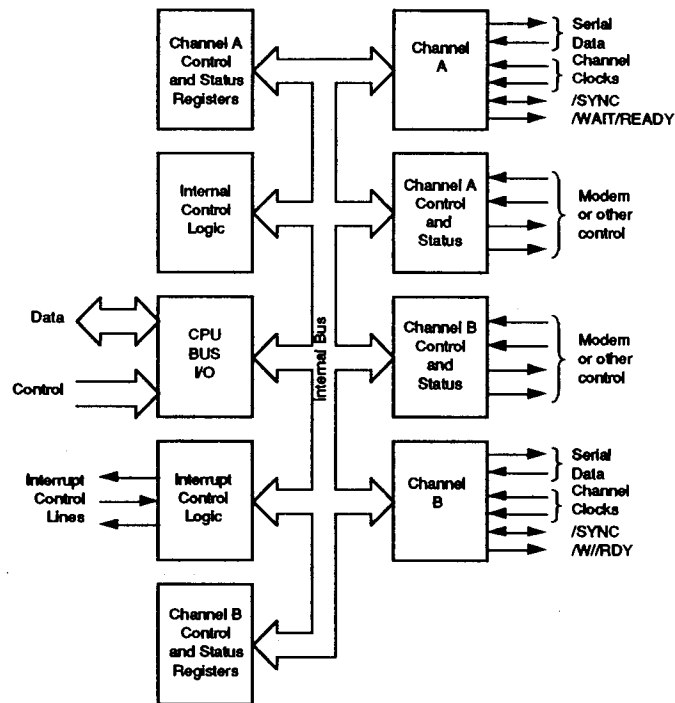 Channel A
Control
and Status
Registers
Channel
A
Serial
Data
Channel
Clocks
/SYNC
/WAIT/READY
Internal
Control
Logic
Channel A
Control
and
Status
Modem
or other
control
Data
Control
CPU
BUS
I/O
Internal Bus
Channel B
Control
and
Status
Modem
or other
control
Interrupt
Control
Lines
Interrupt
Control
Logic
Channel
B
Serial
Data
Channel
Clocks
/SYNC
/W//RDY
Channel B
Control
and Status
Registers